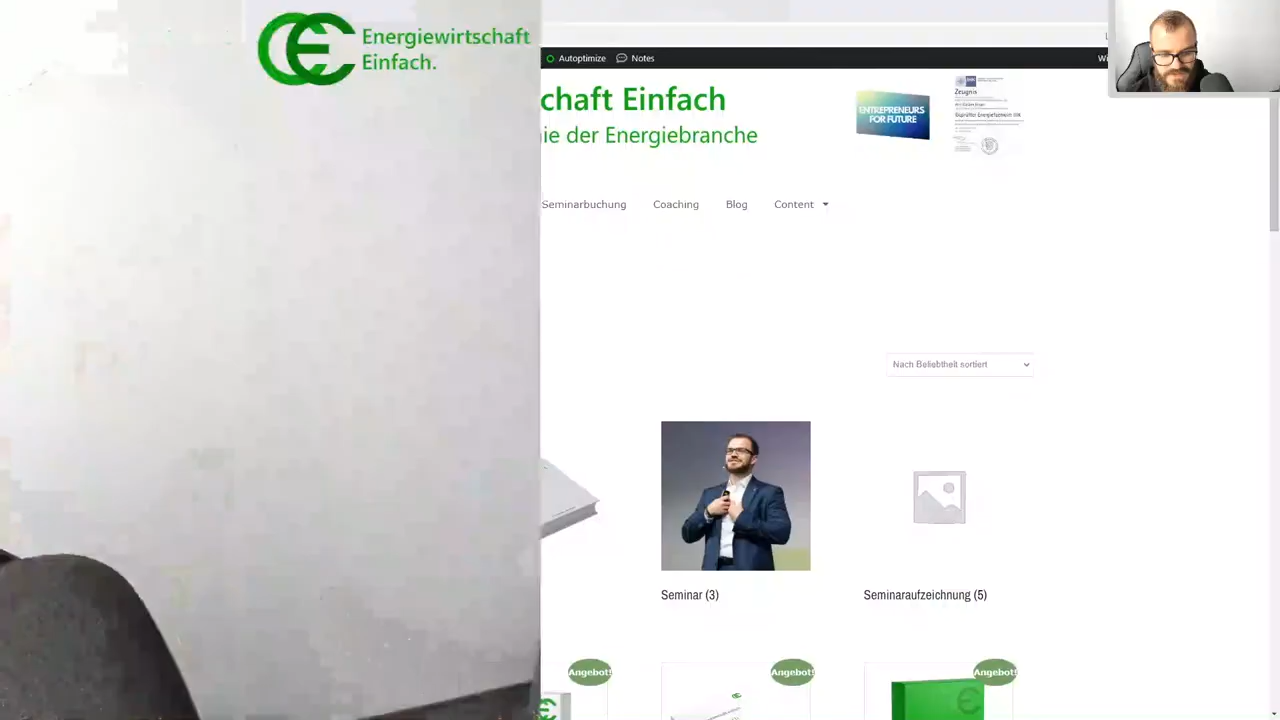 Energiewirtschaft
Einfach.
Autoptimize
Notes
Wi
chaft Einfach
ie der Energiebranche
ENTREPRENEURS
FOR FUTURE
Zeugnis
Seminarbuchung
Coaching
Blog
Content
Nach Beliebtheit sortiert
Seminar (3)
Seminaraufzeichnung (5)
Angebot!
Angebot!
Angebot!